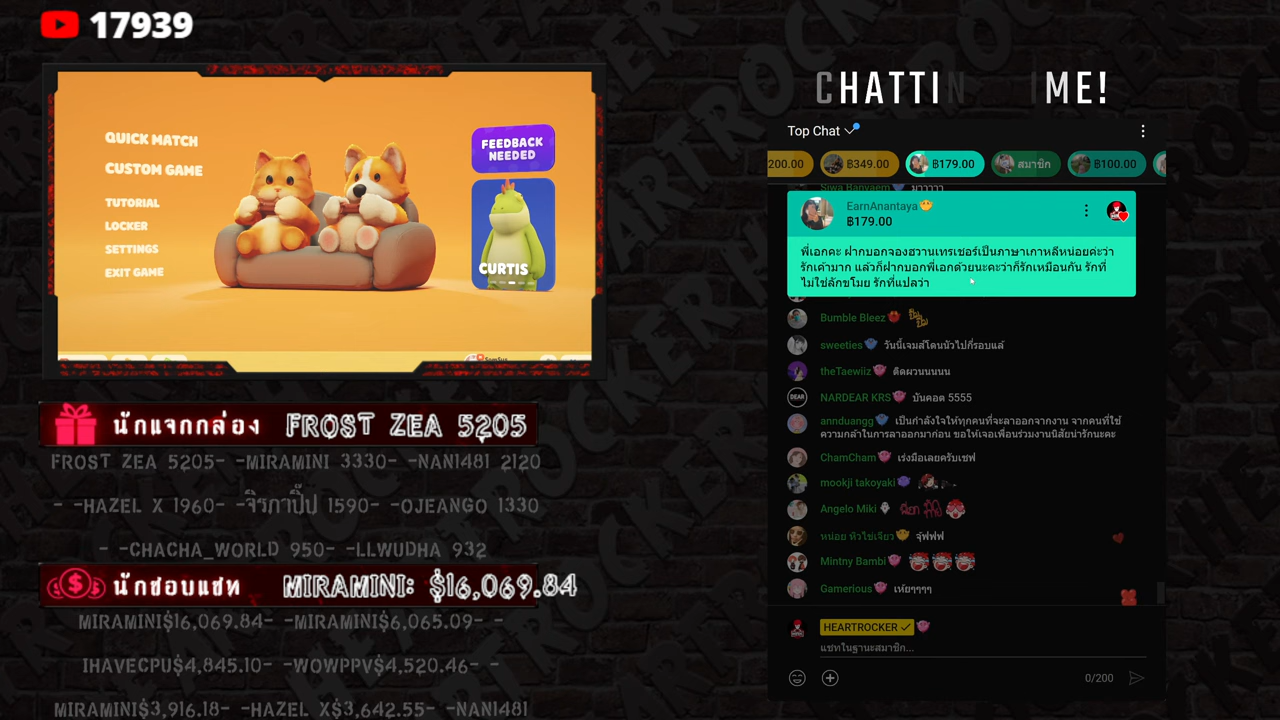 17939
QUICK MATCH
CUSTOM GAME
TUTORIAL
LOCKER
SETTINGS
EXIT GAME
FEEDBACK
NEEDED
CURTIS
นักแจกกล่อง FROST ZEA 5205
FROST ZEA 5205- -MIRAMINI 3330- -NAN1481 2120
- -HAZEL X 1960- -จิรภาปิ๊ป 1590- -OJEANGO 1330
- -CHACHA_WORLD 950- -LLWUDHA 932
นักชอบแชท MIRAMINI: $16,069.84
MIRAMINI$16,069.84- -MIRAMINI$6,065.09- -
IHAVECPU$4,845.10- -WOWPPV$4,520.46- -
MIRAMINI$3,916.18- -HAZEL X$3,642.55- -NAN1481
CHATTIN IME!
Top Chat
200.00 ฿349.00 ฿179.00 สมาชิก ฿100.00
Siwa Banyaem มาาาาา
EarnAnantaya
฿179.00
พี่เอกคะ ฝากบอกจองฮวานเทรเชอร์เป็นภาษาเกาหลีหน่อยค่ะว่า
รักเค้ามาก แล้วก็ฝากบอกพี่เอกด้วยนะคะว่าก็รักเหมือนกัน รักที่
ไม่ใช่ลักขโมย รักที่แปลว่า
Bumble Bleez
sweeties วันนี้เจมส์โดนบัวไปกี่รอบแล้
theTaewiiz คิดผวนนนนน
DEAR NARDEAR KRS บันคอด 5555
annduangg เป็นกำลังใจให้ทุกคนที่จะลาออกจากงาน จากคนที่ใช้
ความกล้าในการลาออกมาก่อน ขอให้เจอเพื่อนร่วมงานนิสัยน่ารักนะคะ
ChamCham เร่งมือเลยครับเชฟ
mookji takoyaki
Angelo Miki
หน่อย หัวไข่เจียว จุ้ฟฟฟ
Mintny Bambi
Gamerious เห้ยๆๆๆๆ
HEARTROCKER
แชทในฐานะสมาชิก...
0/200